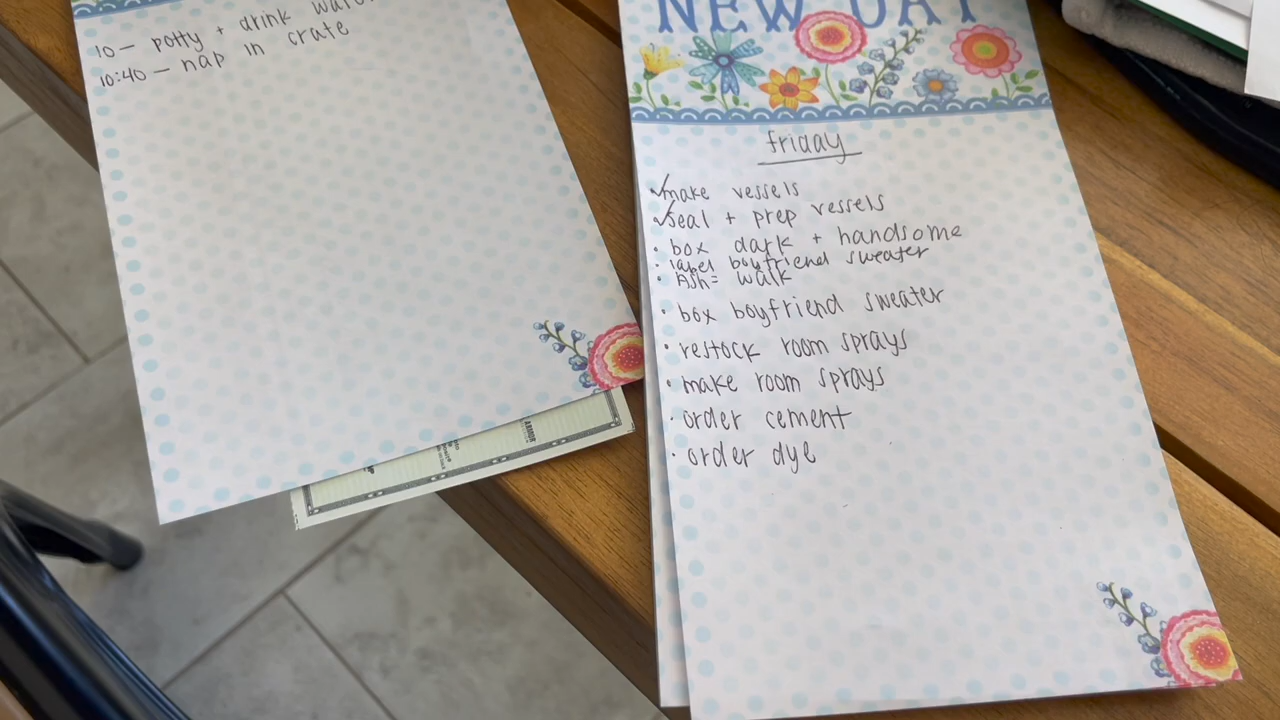 10 – potty + drink
10:40 – nap in crate
NEW DAY
friday
✓make vessels
✓seal + prep vessels
• box dark + handsome
• label boyfriend sweater
• Ash= walk
• box boyfriend sweater
• restock room sprays
• make room sprays
• order cement
• order dye